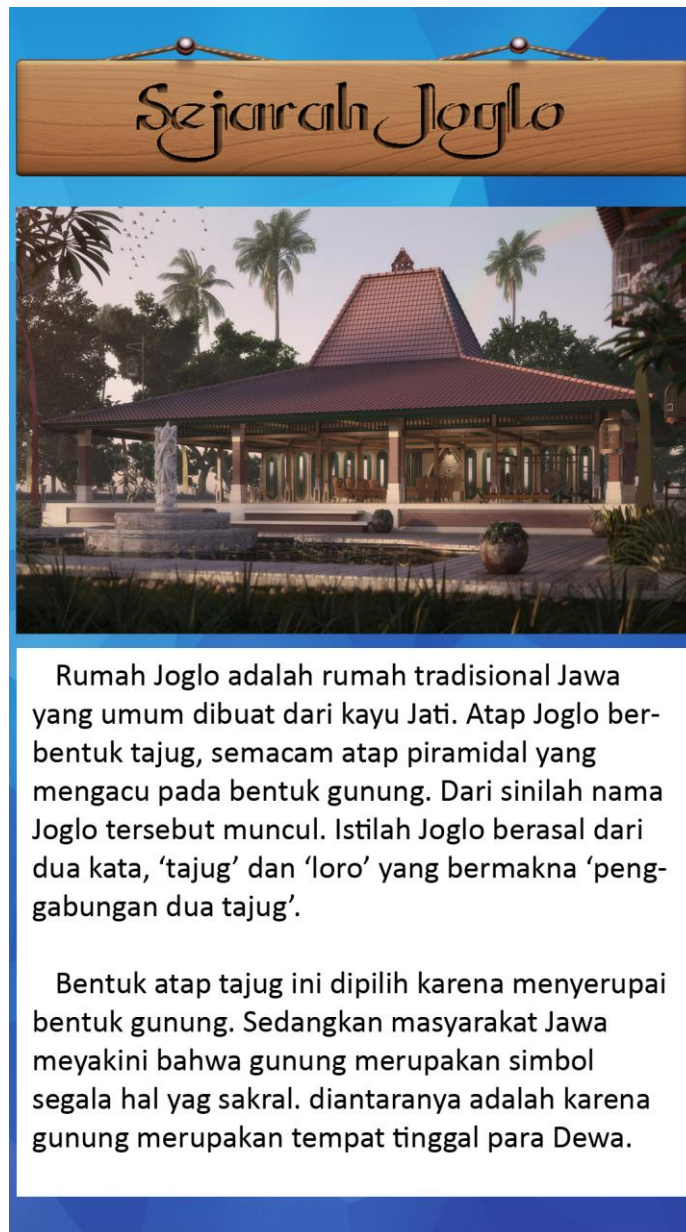 Sejarah Joglo
Rumah Joglo adalah rumah tradisional Jawa
yang umum dibuat dari kayu Jati. Atap Joglo ber-
bentuk tajug, semacam atap piramidal yang
mengacu pada bentuk gunung. Dari sinilah nama
Joglo tersebut muncul. Istilah Joglo berasal dari
dua kata, ‘tajug’ dan ‘loro’ yang bermakna ‘peng-
gabungan dua tajug’.
Bentuk atap tajug ini dipilih karena menyerupai
bentuk gunung. Sedangkan masyarakat Jawa
meyakini bahwa gunung merupakan simbol
segala hal yag sakral. diantaranya adalah karena
gunung merupakan tempat tinggal para Dewa.